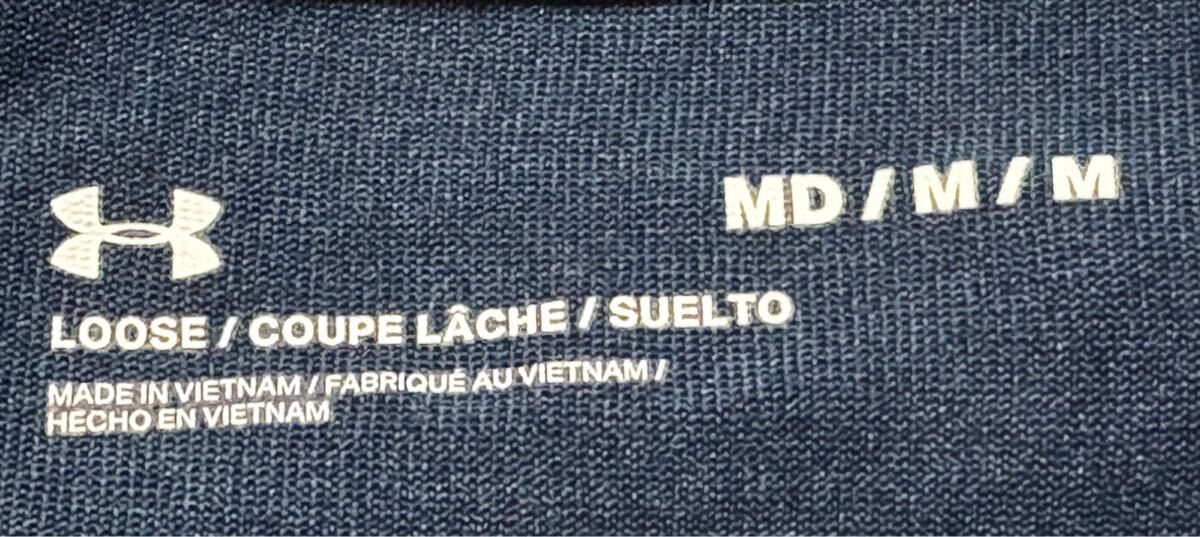 MD / M / M
LOOSE / COUPE LÂCHE / SUELTO
MADE IN VIETNAM / FABRIQUÉ AU VIETNAM /
HECHO EN VIETNAM